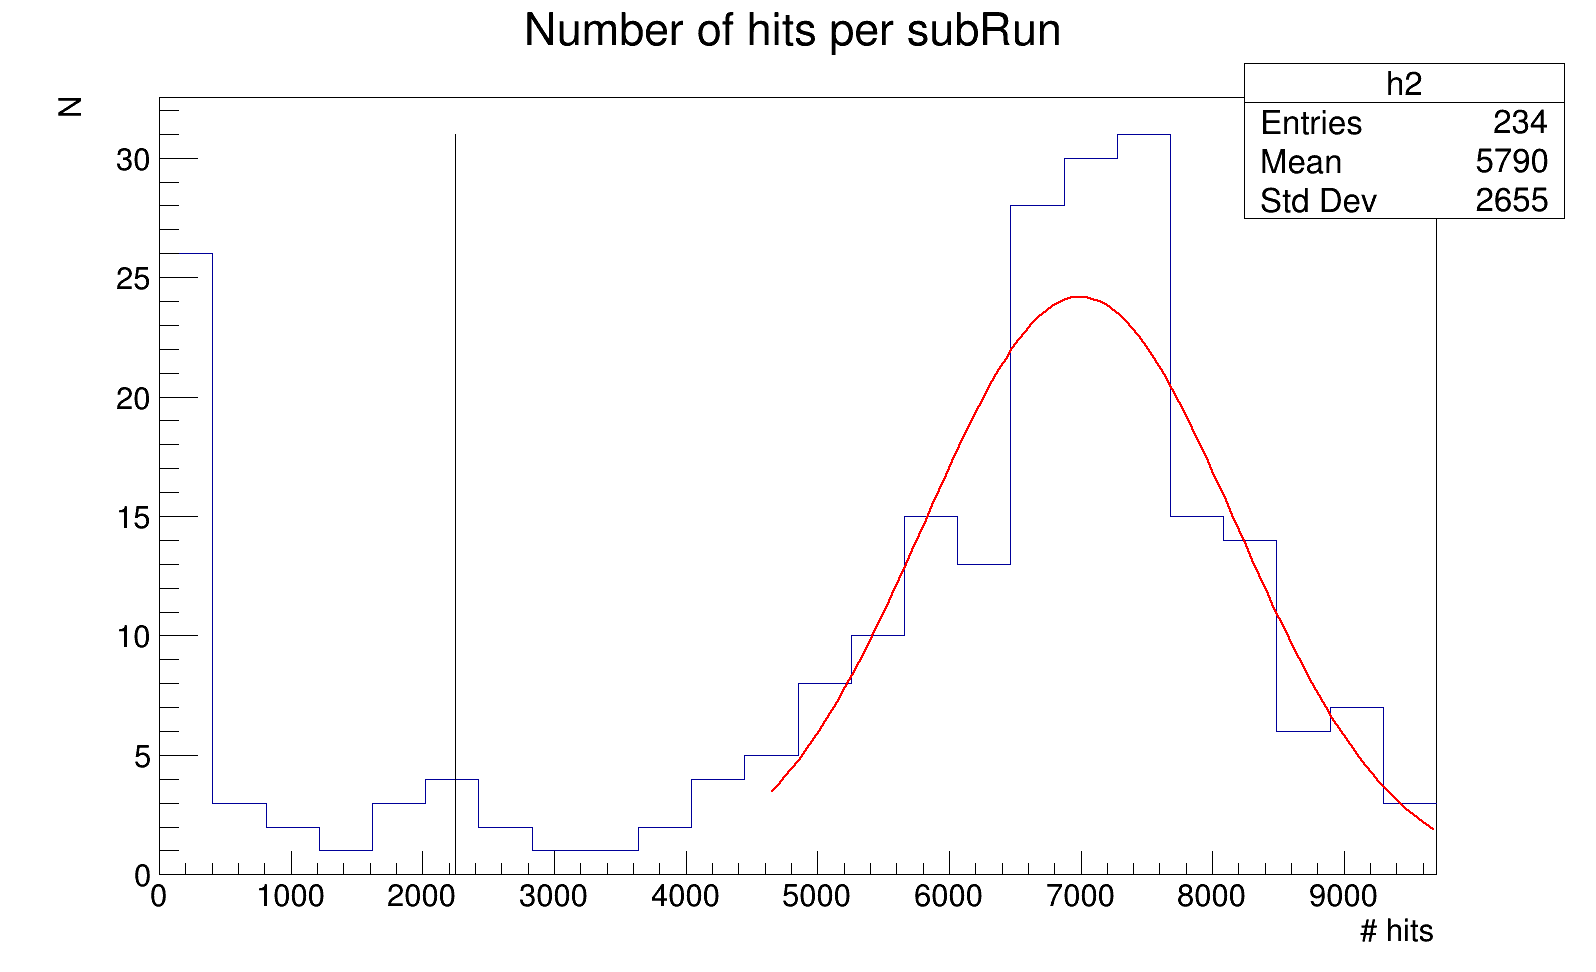 Number of hits per subRun
h2
Entries 234
Mean 5790
Std Dev 2655
N
30
25
20
15
10
5
0
0 1000 2000 3000 4000 5000 6000 7000 8000 9000
# hits